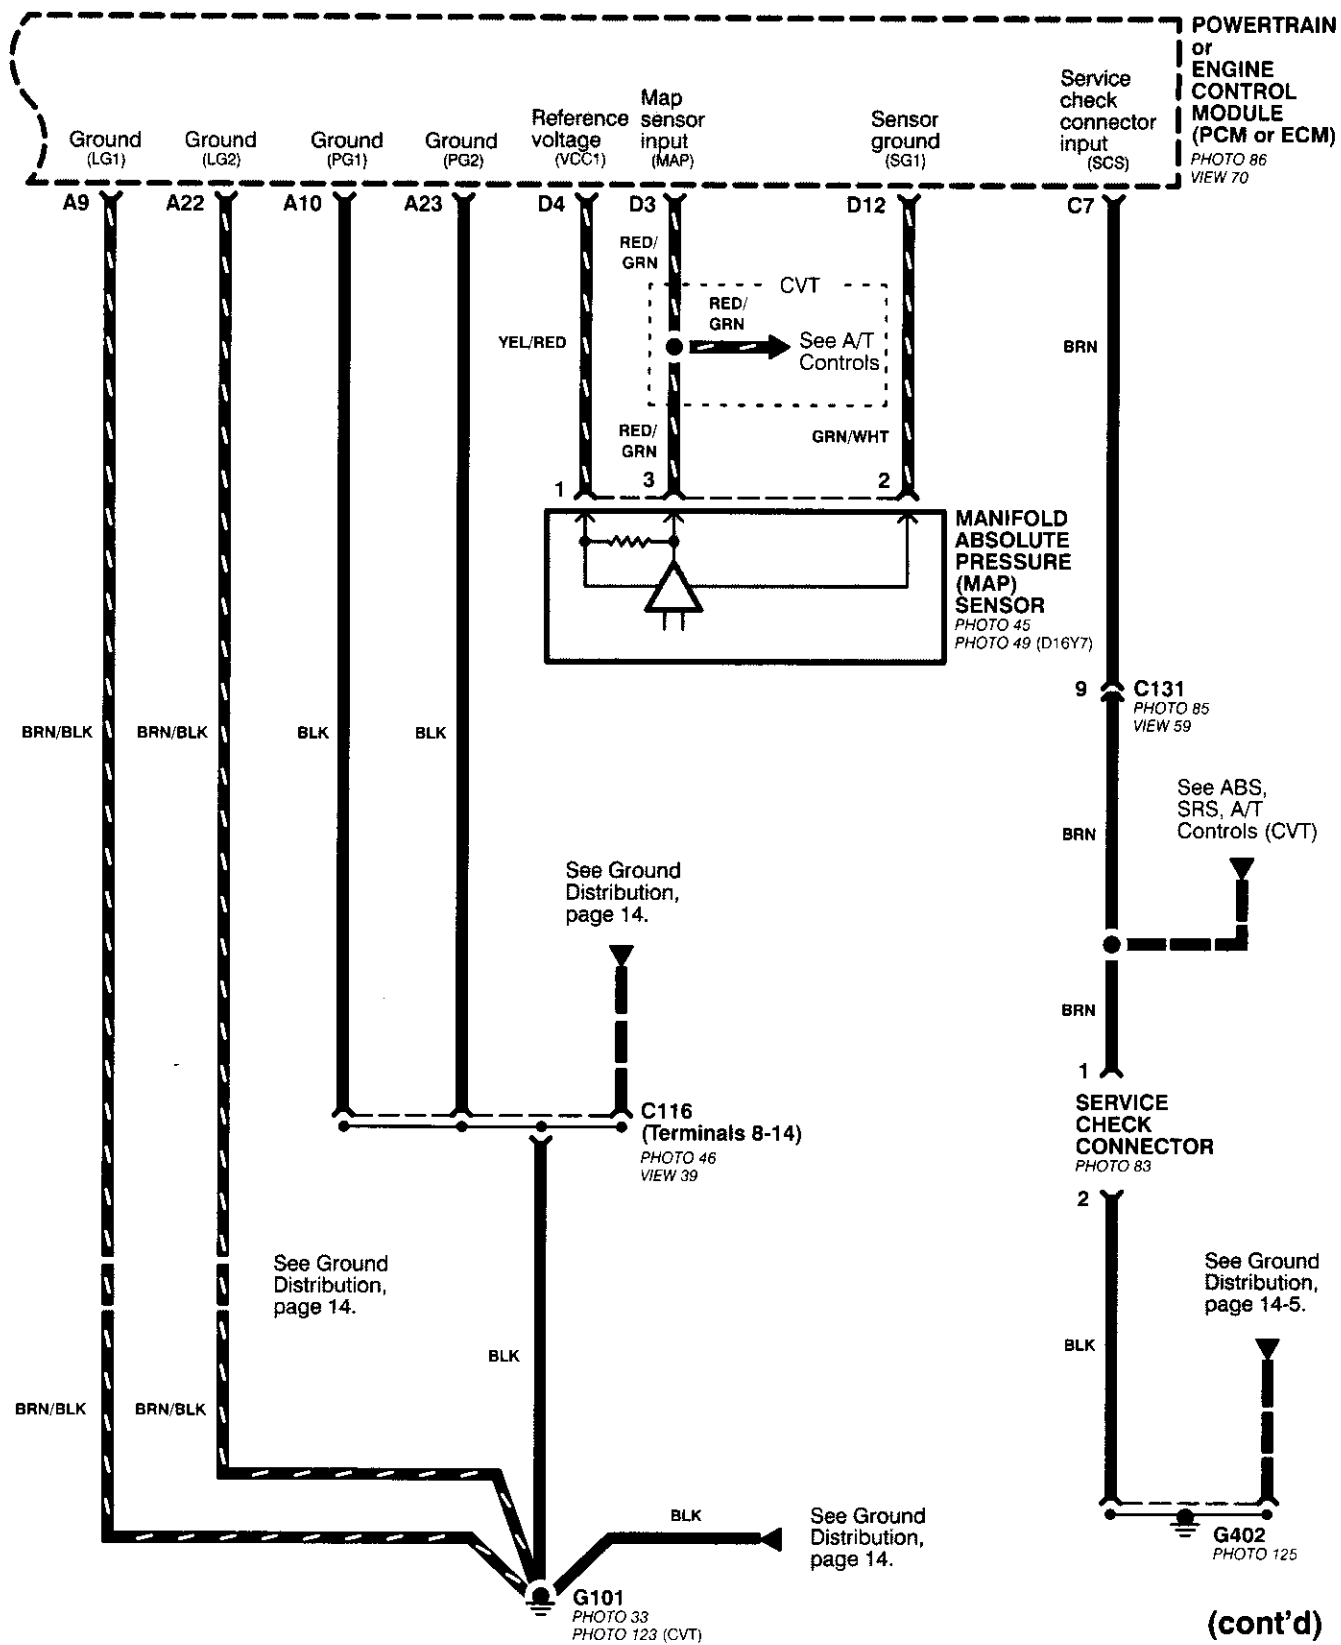 POWERTRAIN
or
ENGINE
CONTROL
MODULE
(PCM or ECM)
PHOTO 86
VIEW 70
Ground
(LG1)
Ground
(LG2)
Ground
(PG1)
Ground
(PG2)
Reference
voltage
(VCC1)
Map
sensor
input
(MAP)
Sensor
ground
(SG1)
Service
check
connector
input
(SCS)
A9
A22
A10
A23
D4
D3
D12
C7
RED/
GRN
CVT
RED/
GRN
See A/T
Controls
YEL/RED
BRN
RED/
GRN
GRN/WHT
1
3
2
MANIFOLD
ABSOLUTE
PRESSURE
(MAP)
SENSOR
PHOTO 45
PHOTO 49 (D16Y7)
9
C131
PHOTO 85
VIEW 59
BRN/BLK
BRN/BLK
BLK
BLK
See ABS,
SRS, A/T
Controls (CVT)
BRN
See Ground
Distribution,
page 14.
BRN
1
SERVICE
CHECK
CONNECTOR
PHOTO 83
2
C116
(Terminals 8-14)
PHOTO 46
VIEW 39
See Ground
Distribution,
page 14.
See Ground
Distribution,
page 14-5.
BLK
BLK
BRN/BLK
BRN/BLK
BLK
See Ground
Distribution,
page 14.
G402
PHOTO 125
G101
PHOTO 33
PHOTO 123 (CVT)
(cont'd)